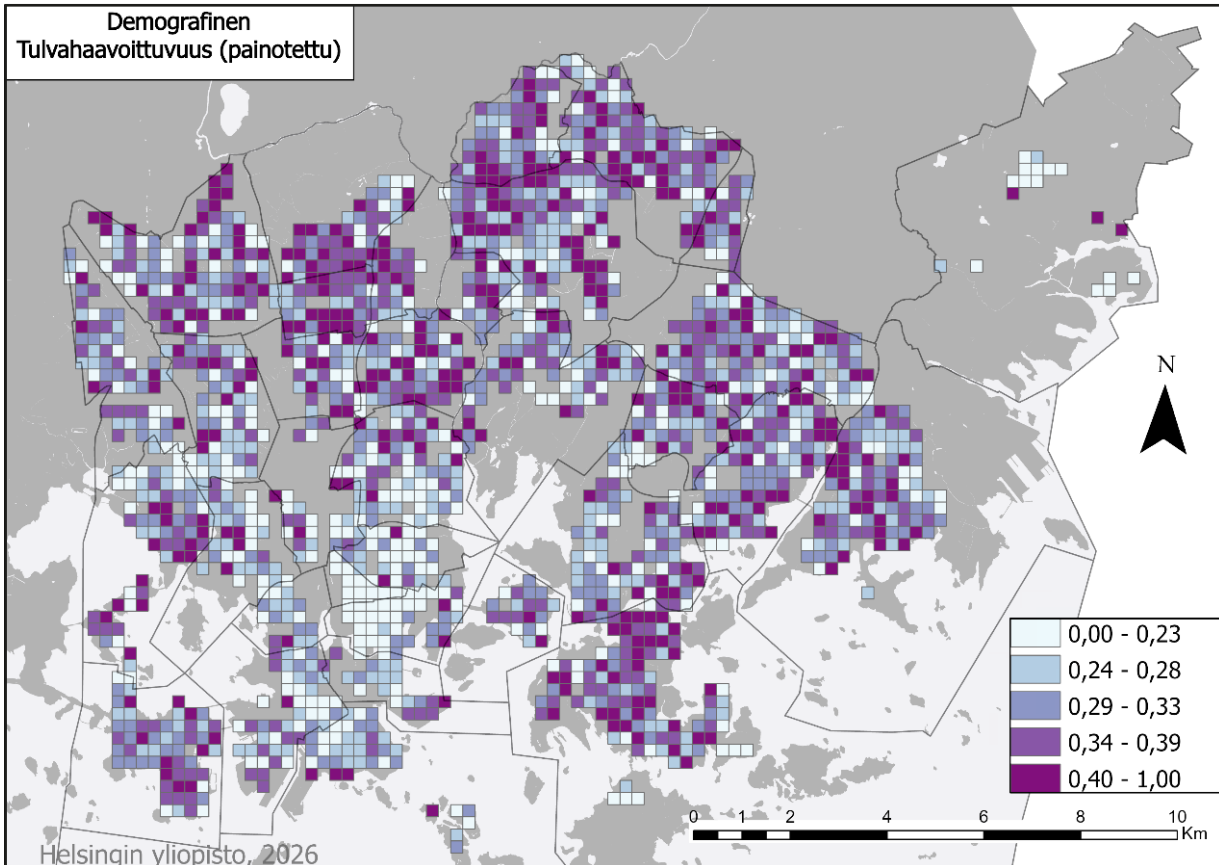 Demografinen
Tulvahaavoittuvuus (painotettu)
N
0,00 - 0,23
0,24 - 0,28
0,29 - 0,33
0,34 - 0,39
0,40 - 1,00
0 1 2 4 6 8 10
Km
Helsingin yliopisto, 2026